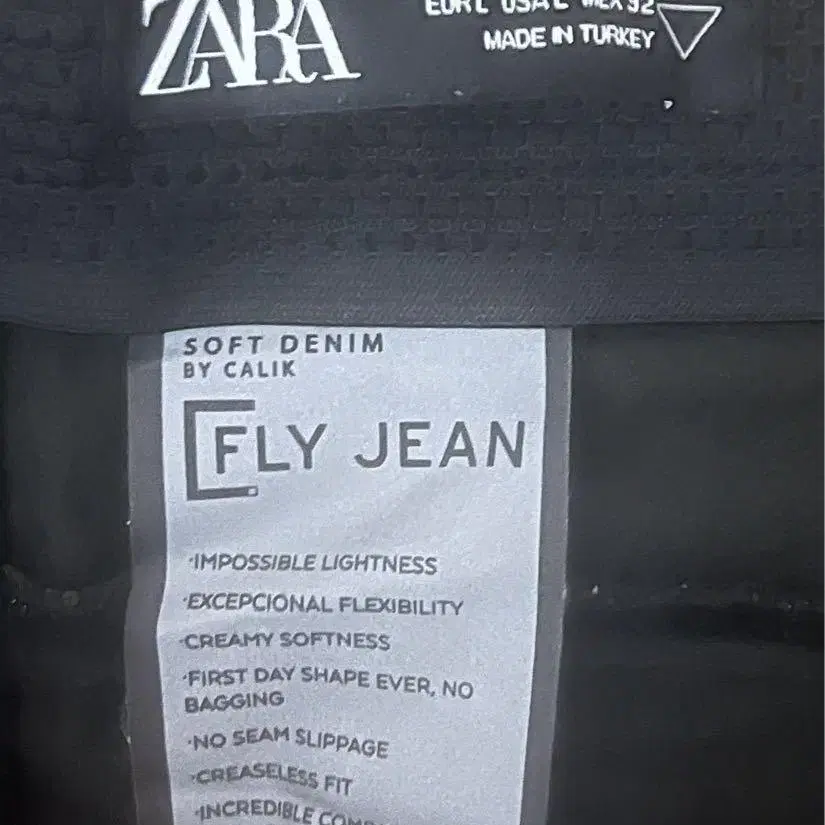 ZARA
EUR L USA L MEX 32
MADE IN TURKEY
SOFT DENIM
BY CALIK
FLY JEAN
·IMPOSSIBLE LIGHTNESS
·EXCEPCIONAL FLEXIBILITY
·CREAMY SOFTNESS
·FIRST DAY SHAPE EVER, NO
BAGGING
·NO SEAM SLIPPAGE
·CREASELESS FIT
·INCREDIBLE